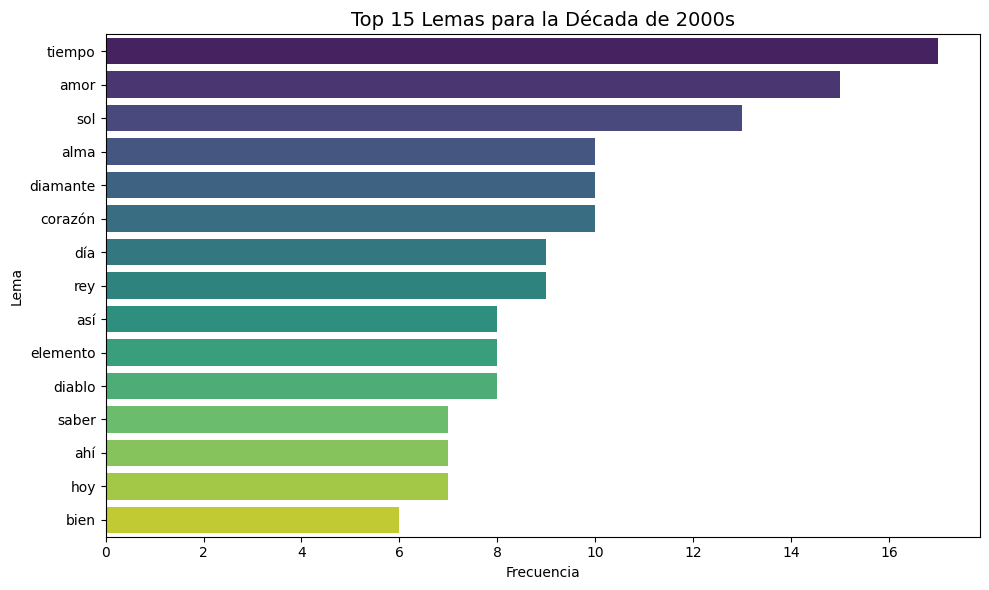 Top 15 Lemas para la Década de 2000s
tiempo
amor
sol
alma
diamante
corazón
día
rey
así
elemento
diablo
saber
ahí
hoy
bien
Lema
0 2 4 6 8 10 12 14 16
Frecuencia